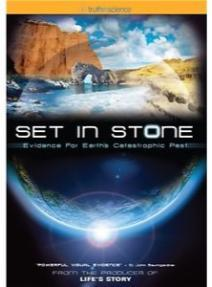 truthinscience
SET IN STONE
Evidence For Earth's Catastrophic Past
"POWERFUL VISUAL EVIDENCE" - Dr John Baumgardner
FROM THE PRODUCER OF
LIFE'S STORY